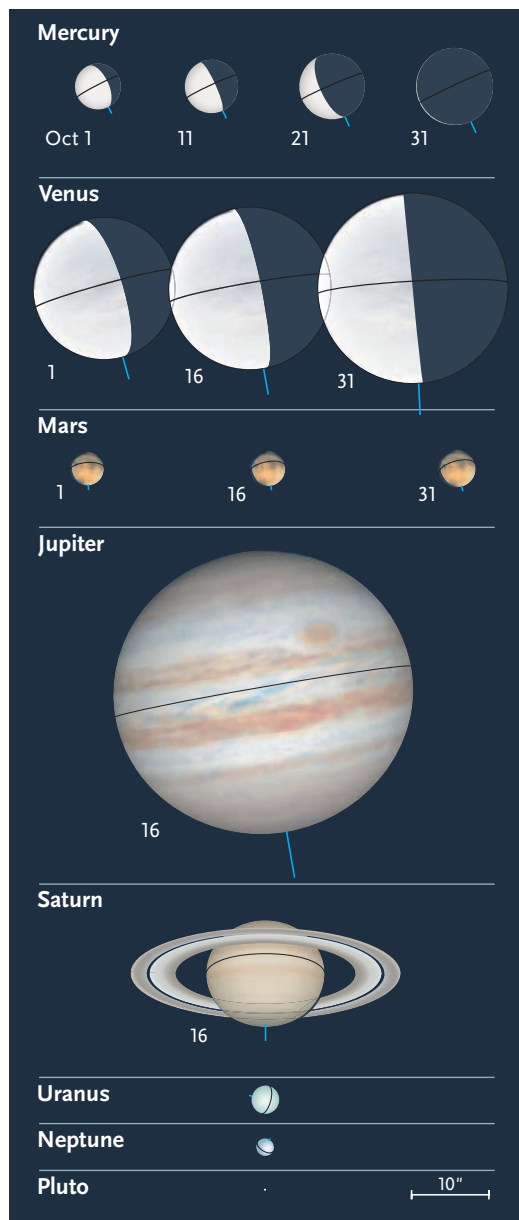 Mercury
Oct 1 11 21 31
Venus
1 16 31
Mars
1 16 31
Jupiter
16
Saturn
16
Uranus
Neptune
Pluto
10"